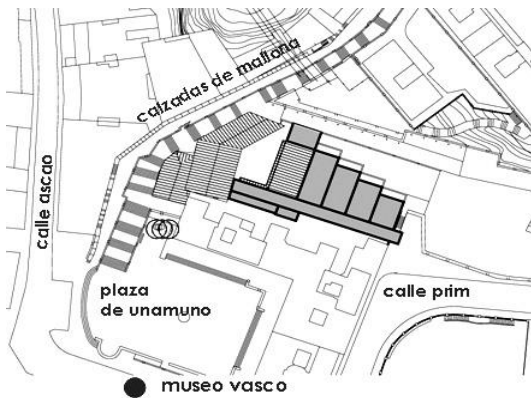 calzadas de mallona
calle ascao
plaza
de unamuno
calle prim
museo vasco